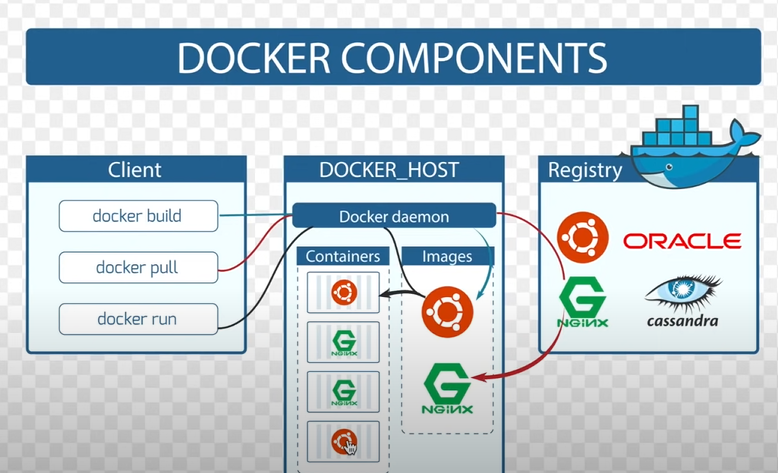 DOCKER COMPONENTS
Client
docker build
docker pull
docker run
DOCKER_HOST
Docker daemon
Containers
NGINX
NGINX
Images
NGINX
Registry
ORACLE
NGINX
cassandra